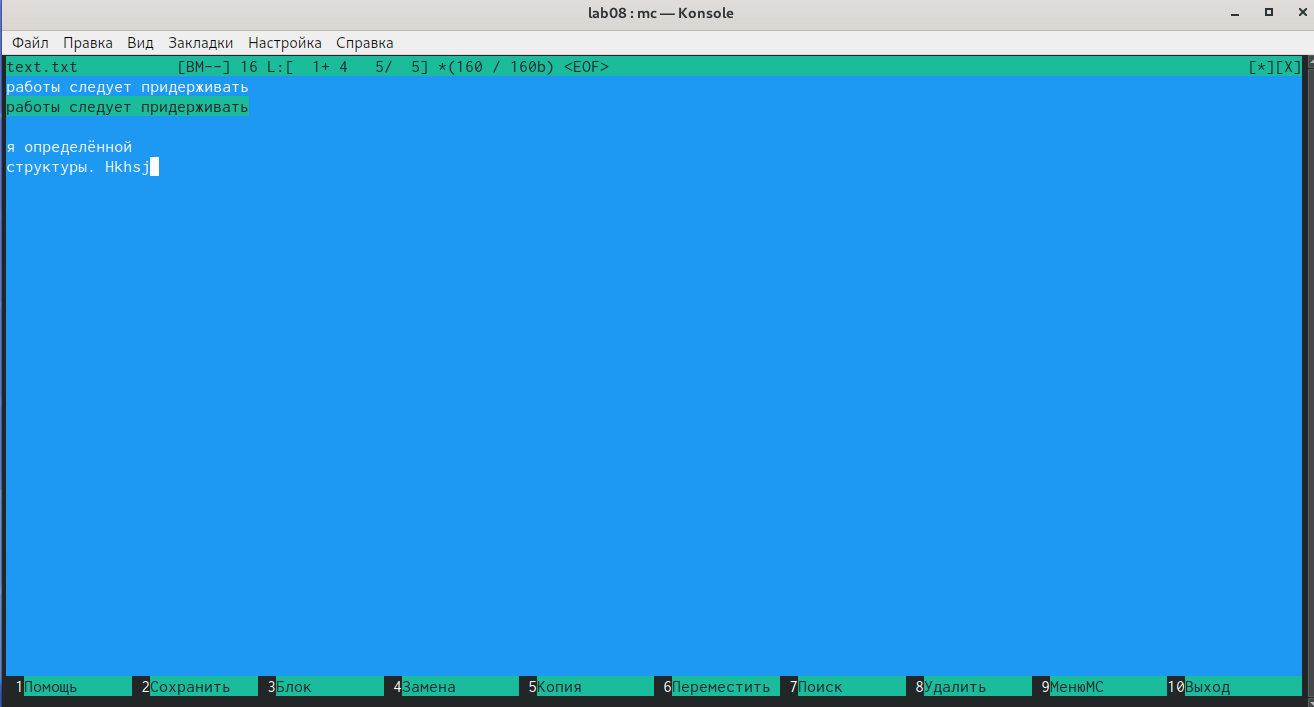 lab08 : mc — Konsole
Файл Правка Вид Закладки Настройка Справка
text.txt [BM--] 16 L:[ 1+ 4 5/ 5] *(160 / 160b) <EOF> [*][X]
работы следует придерживать
работы следует придерживать
я определённой
структуры. Hkhsj
1Помощь 2Сохранить 3Блок 4Замена 5Копия 6Переместить 7Поиск 8Удалить 9МенюMC 10Выход